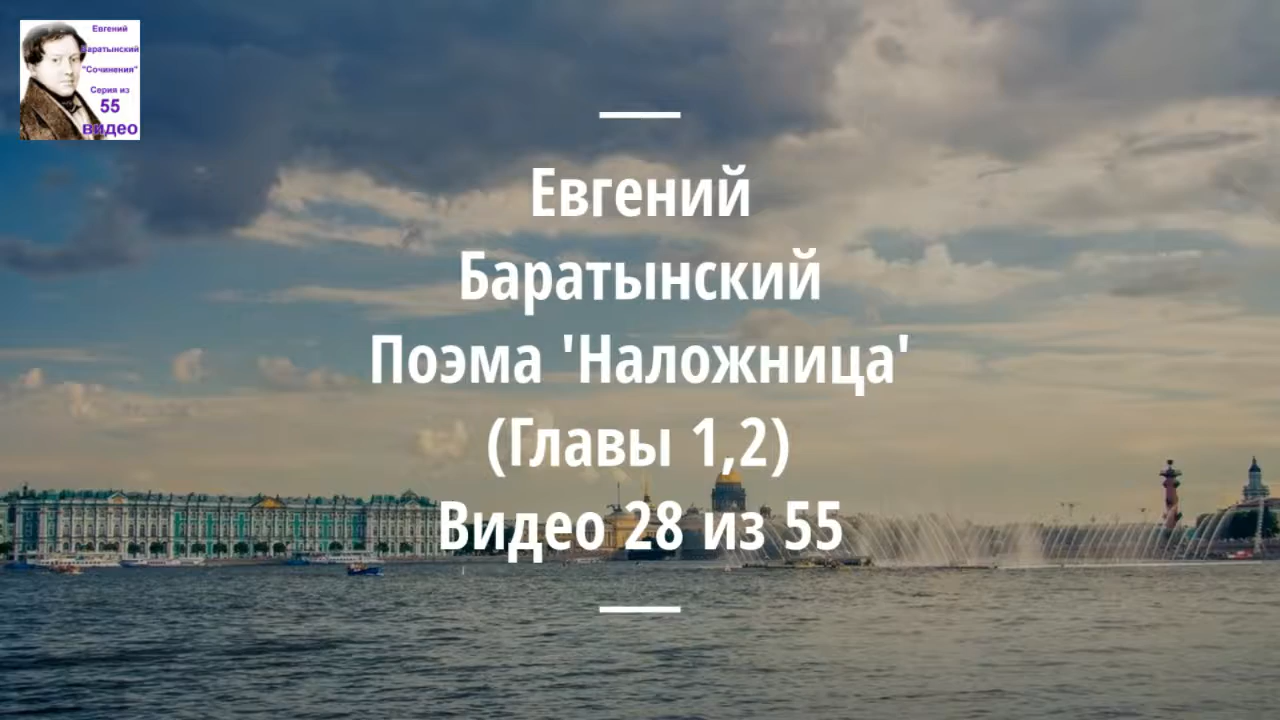 Евгений
Баратынский
"Сочинения"
Серия из
55
видео
Евгений
Баратынский
Поэма 'Наложница'
(Главы 1,2)
Видео 28 из 55